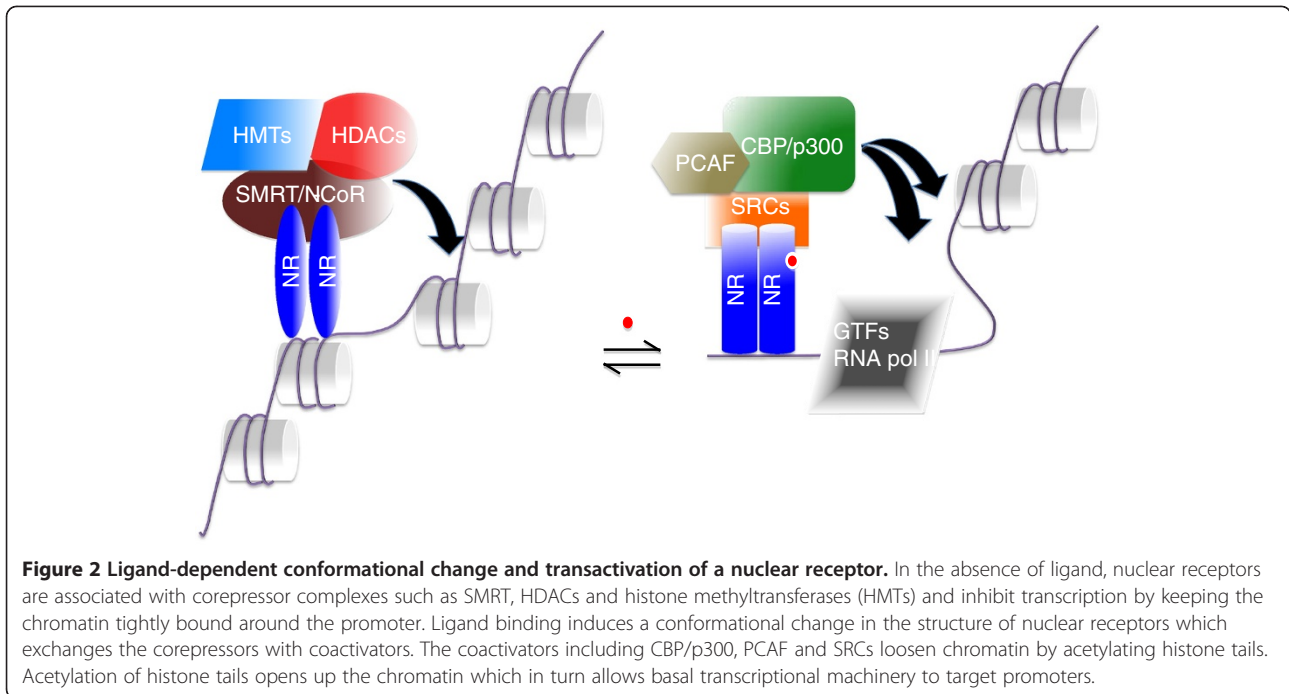 HMTs HDACs
SMRT/NCoR
NR NR
PCAF CBP/p300
SRCs
NR NR
GTFs
RNA pol II
Figure 2 Ligand-dependent conformational change and transactivation of a nuclear receptor. In the absence of ligand, nuclear receptors
are associated with corepressor complexes such as SMRT, HDACs and histone methyltransferases (HMTs) and inhibit transcription by keeping the
chromatin tightly bound around the promoter. Ligand binding induces a conformational change in the structure of nuclear receptors which
exchanges the corepressors with coactivators. The coactivators including CBP/p300, PCAF and SRCs loosen chromatin by acetylating histone tails.
Acetylation of histone tails opens up the chromatin which in turn allows basal transcriptional machinery to target promoters.